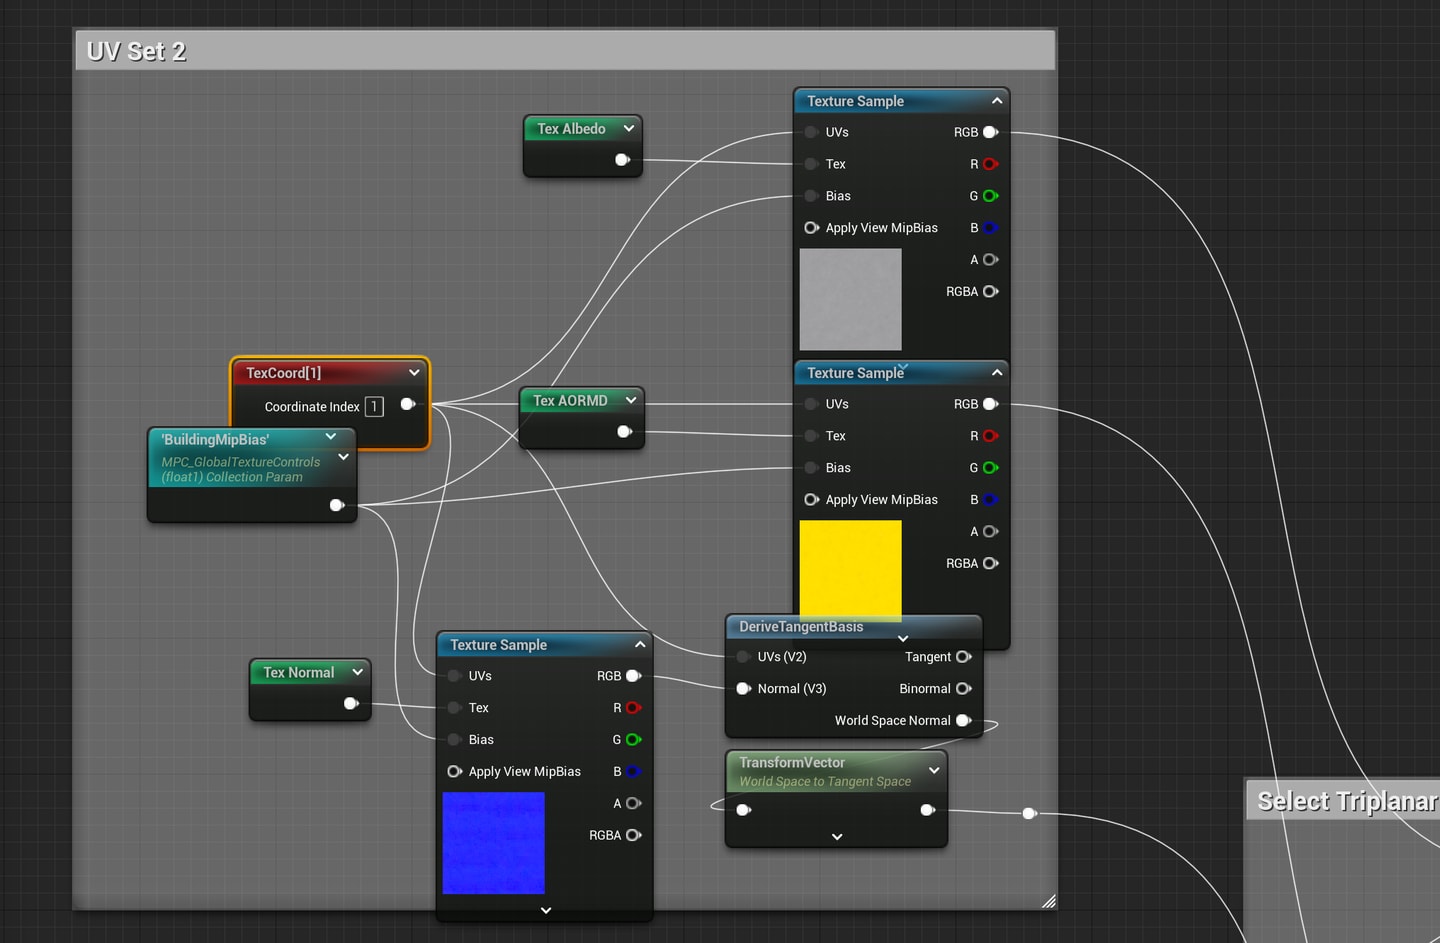 UV Set 2
Tex Albedo
Texture Sample
UVs
RGB
Tex
R
Bias
G
Apply View MipBias
B
A
RGBA
TexCoord[1]
Coordinate Index 1
'BuildingMipBias'
MPC_GlobalTextureControls
(float1) Collection Param
Tex AORMD
Texture Sample
UVs
RGB
Tex
R
Bias
G
Apply View MipBias
B
A
RGBA
Tex Normal
Texture Sample
UVs
RGB
Tex
R
Bias
G
Apply View MipBias
B
A
RGBA
DeriveTangentBasis
UVs (V2)
Tangent
Normal (V3)
Binormal
World Space Normal
TransformVector
World Space to Tangent Space
Select Triplanar